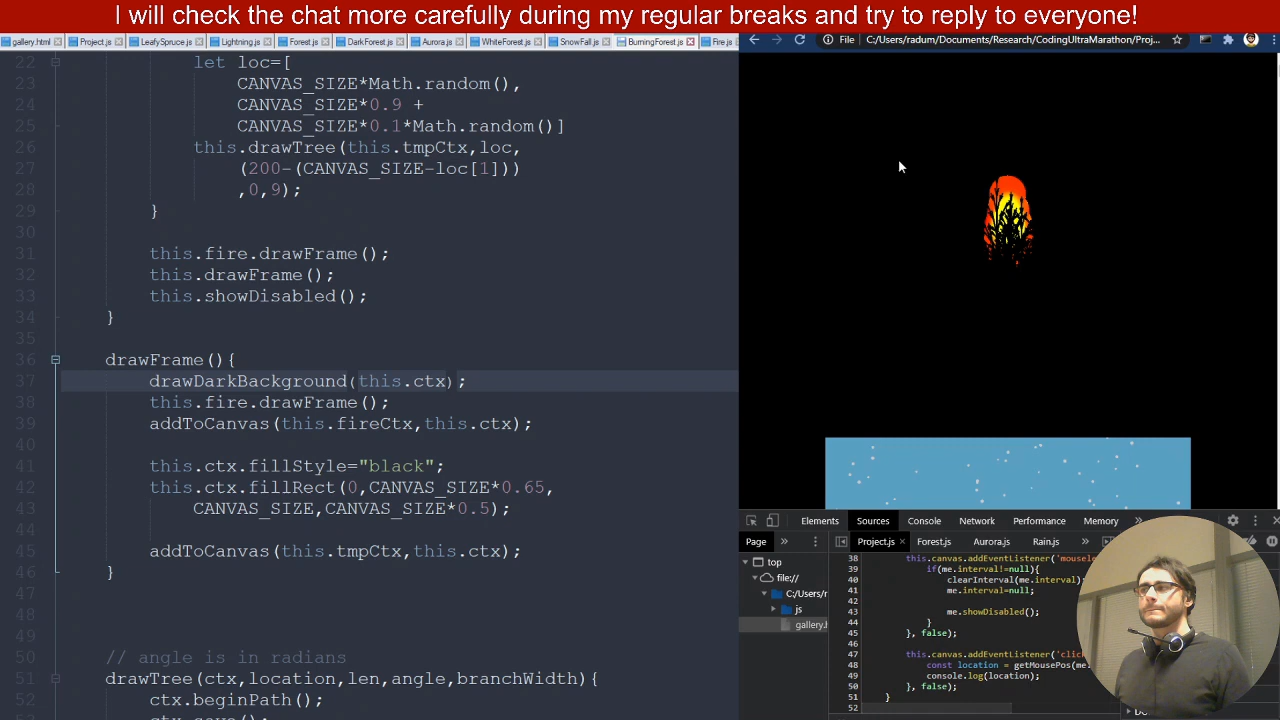 I will check the chat more carefully during my regular breaks and try to reply to everyone!
gallery.html Project.js LeafySpruce.js Lightning.js Forest.js DarkForest.js Aurora.js WhiteForest.js SnowFall.js BurningForest.js Fire.js
File C:/Users/radum/Documents/Research/CodingUltraMarathon/Proj...
22 let loc=[
23 CANVAS_SIZE*Math.random(),
24 CANVAS_SIZE*0.9 +
25 CANVAS_SIZE*0.1*Math.random()]
26 this.drawTree(this.tmpCtx,loc,
27 (200-(CANVAS_SIZE-loc[1]))
28 ,0,9);
29 }
30
31 this.fire.drawFrame();
32 this.drawFrame();
33 this.showDisabled();
34 }
35
36 drawFrame(){
37 drawDarkBackground(this.ctx);
38 this.fire.drawFrame();
39 addToCanvas(this.fireCtx,this.ctx);
40
41 this.ctx.fillStyle="black";
42 this.ctx.fillRect(0,CANVAS_SIZE*0.65,
43 CANVAS_SIZE,CANVAS_SIZE*0.5);
44
45 addToCanvas(this.tmpCtx,this.ctx);
46 }
47
48
49
50 // angle is in radians
51 drawTree(ctx,location,len,angle,branchWidth){
52 ctx.beginPath();
Elements Sources Console Network Performance Memory »
Page » Project.js × Forest.js Aurora.js Rain.js »
top
file://
C:/Users/r
js
gallery.h
38 this.canvas.addEventListener('mousele
39 if(me.interval!=null){
40 clearInterval(me.interval);
41 me.interval=null;
42
43 me.showDisabled();
44 }
45 }, false);
46
47 this.canvas.addEventListener('click
48 const location = getMousePos(me.
49 console.log(location);
50 }, false);
51 }
52